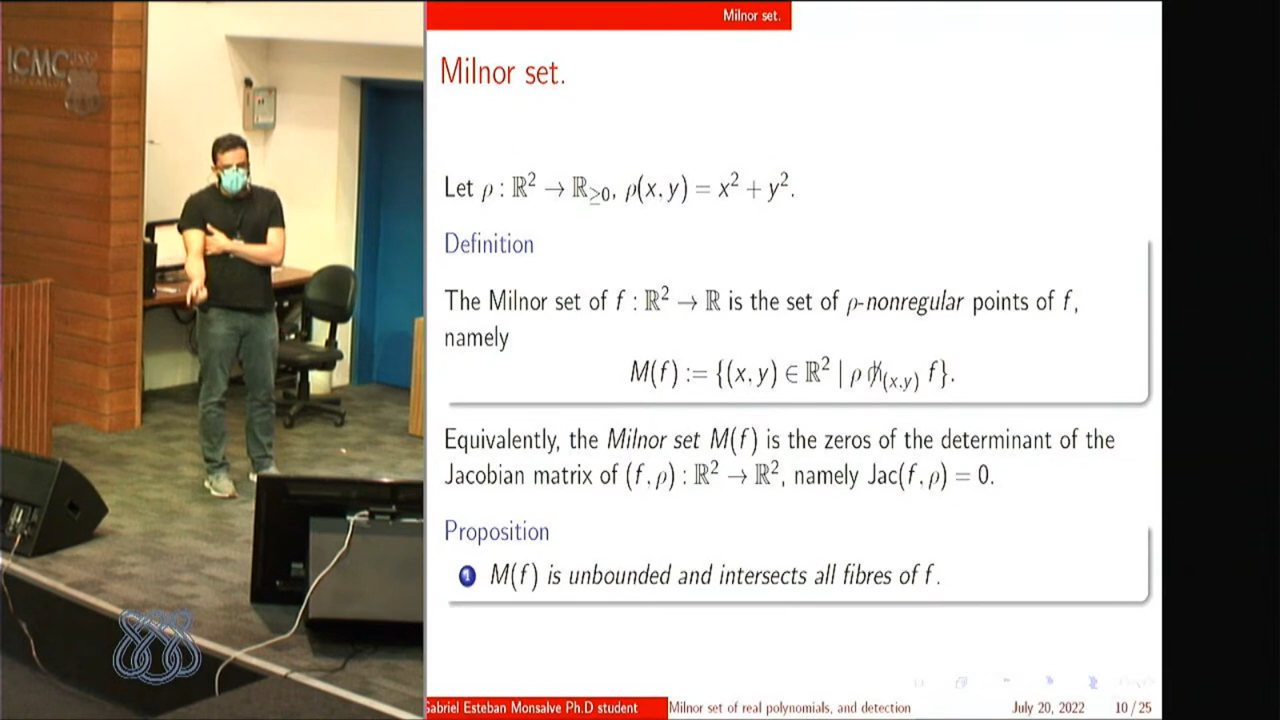 ICMC USP
Milnor set.
Milnor set.
Let ρ : ℝ² → ℝ≥0, ρ(x, y) = x² + y².
Definition
The Milnor set of f : ℝ² → ℝ is the set of ρ-nonregular points of f,
namely
M(f) := {(x, y) ∈ ℝ² | ρ ⋔̸(x,y) f}.
Equivalently, the Milnor set M(f) is the zeros of the determinant of the
Jacobian matrix of (f, ρ) : ℝ² → ℝ², namely Jac(f, ρ) = 0.
Proposition
1 M(f) is unbounded and intersects all fibres of f.
Gabriel Esteban Monsalve Ph.D student Milnor set of real polynomials, and detection July 20, 2022 10 / 25